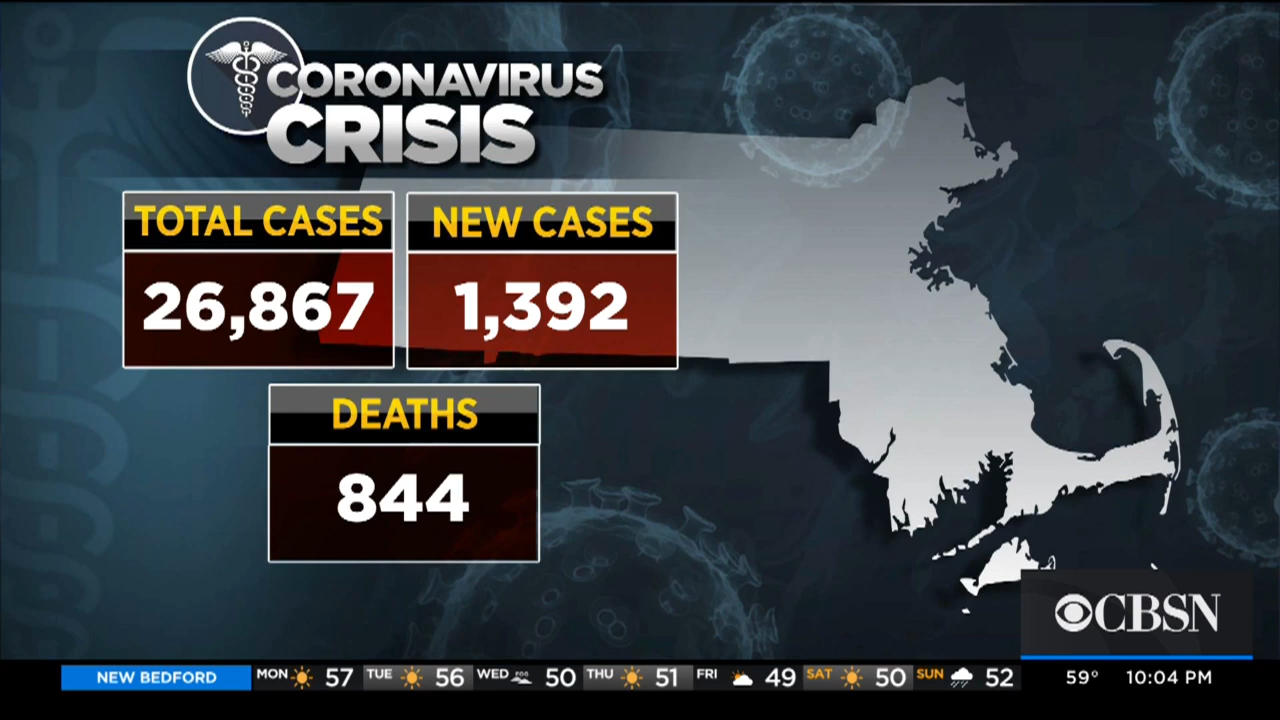 CORONAVIRUS
CRISIS
TOTAL CASES
26,867
NEW CASES
1,392
DEATHS
844
CBSN
NEW BEDFORD MON 57 TUE 56 WED FOG 50 THU 51 FRI 49 SAT 50 SUN 52 59° 10:04 PM